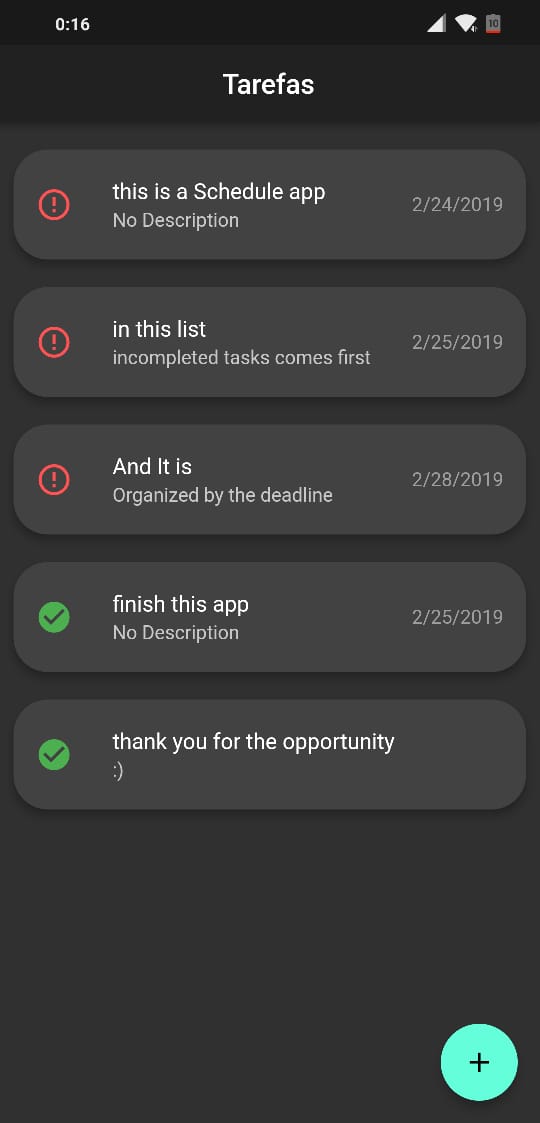 0:16
10
Tarefas
this is a Schedule app
No Description
2/24/2019
in this list
incompleted tasks comes first
2/25/2019
And It is
Organized by the deadline
2/28/2019
finish this app
No Description
2/25/2019
thank you for the opportunity
:)